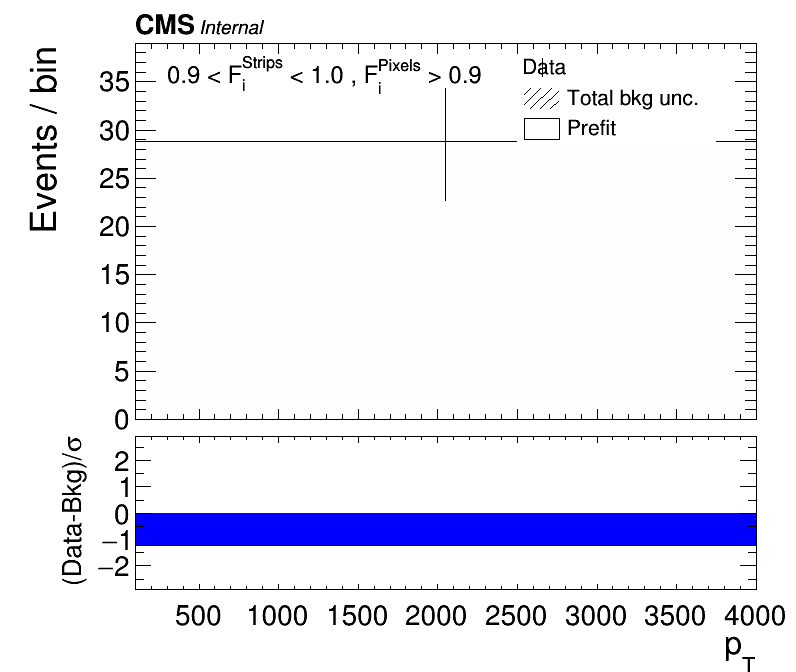 CMS Internal
0.9 < F_i^Strips < 1.0 , F_i^Pixels > 0.9
Data
Total bkg unc.
Prefit
Events / bin
35
30
25
20
15
10
5
0
(Data-Bkg)/σ
2
1
0
−1
−2
500 1000 1500 2000 2500 3000 3500 4000
p_T